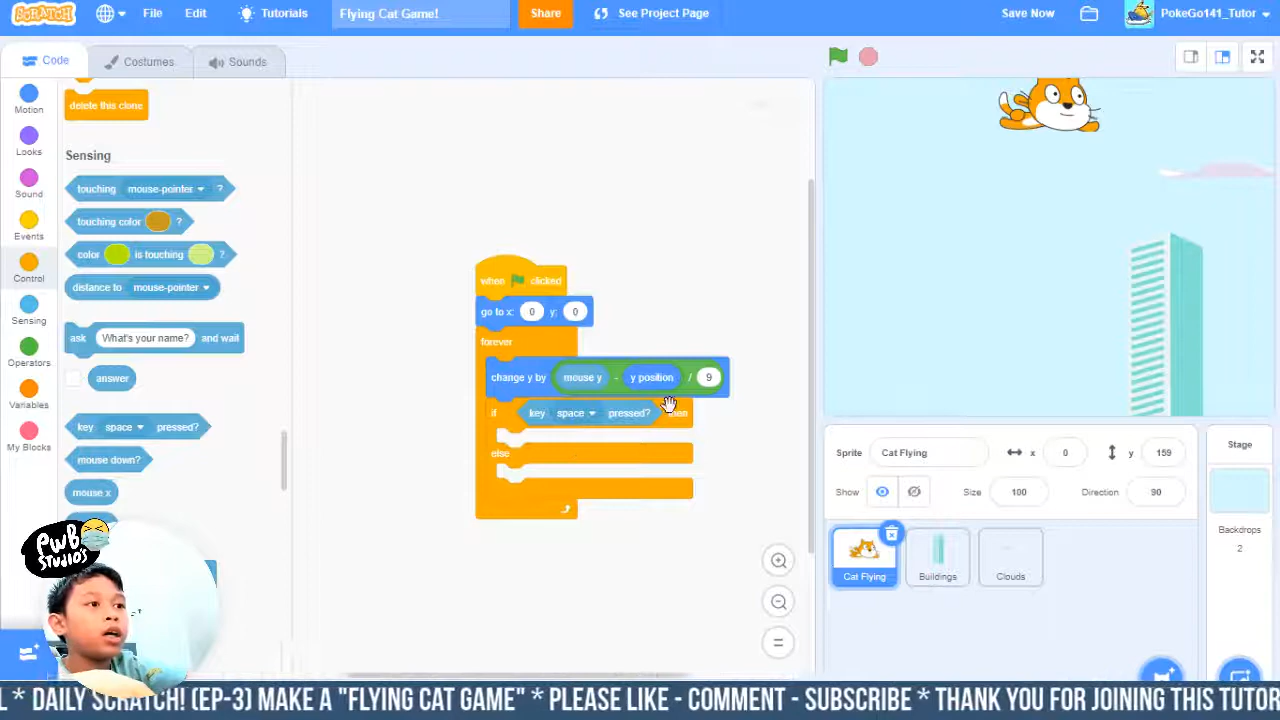 SCRATCH File Edit Tutorials Flying Cat Game! Share See Project Page Save Now PokeGo141_Tutor
Code Costumes Sounds
Motion
Looks
Sound
Events
Control
Sensing
Operators
Variables
My Blocks
delete this clone
Sensing
touching mouse-pointer ?
touching color ?
color is touching ?
distance to mouse-pointer
ask What's your name? and wait
answer
key space pressed?
mouse down?
mouse x
when clicked
go to x: 0 y: 0
forever
change y by mouse y - y position / 9
if key space pressed? then
else
Sprite Cat Flying x 0 y 159
Show Size 100 Direction 90
Cat Flying
Buildings
Clouds
Stage
Backdrops
2
PWB
STUDIOS
L * DAILY SCRATCH! (EP-3) MAKE A "FLYING CAT GAME" * PLEASE LIKE - COMMENT - SUBSCRIBE * THANK YOU FOR JOINING THIS TUTOR